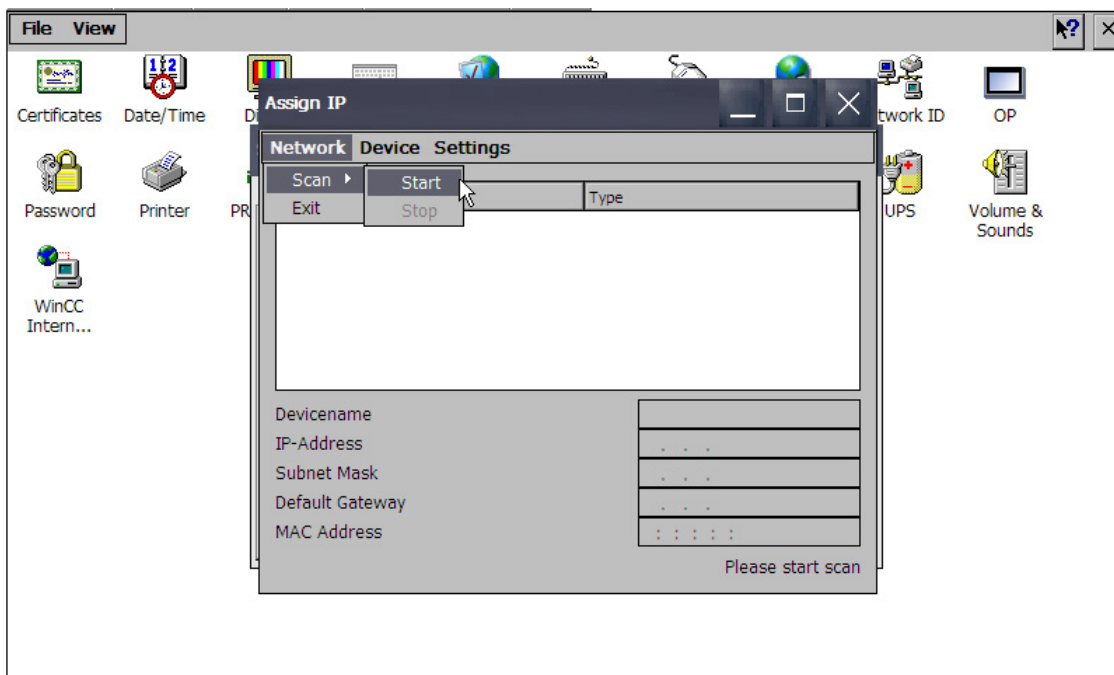 File View
Certificates
Date/Time
twork ID
OP
Assign IP
Network Device Settings
Scan
Start
Exit
Stop
Type
Password
Printer
PR
UPS
Volume &
Sounds
WinCC
Intern...
Devicename
IP-Address
. . .
Subnet Mask
. . .
Default Gateway
. . .
MAC Address
: : : : :
Please start scan